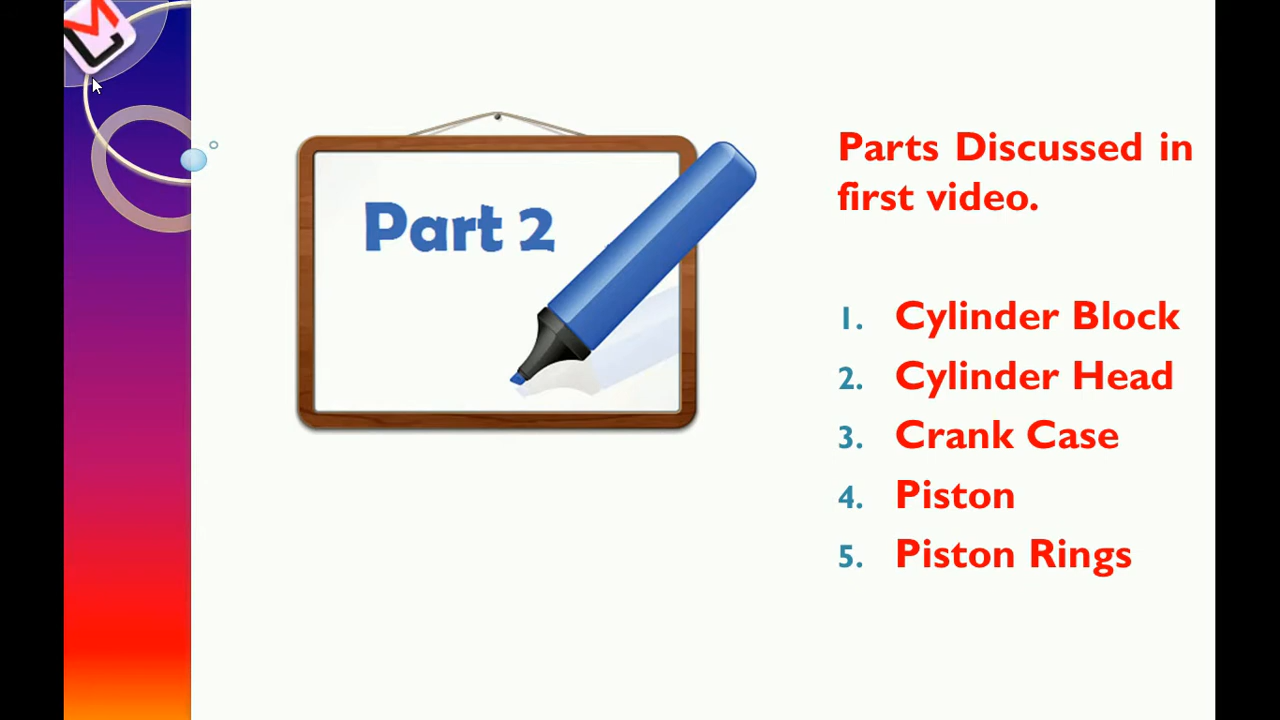 Part 2
Parts Discussed in
first video.
1. Cylinder Block
2. Cylinder Head
3. Crank Case
4. Piston
5. Piston Rings